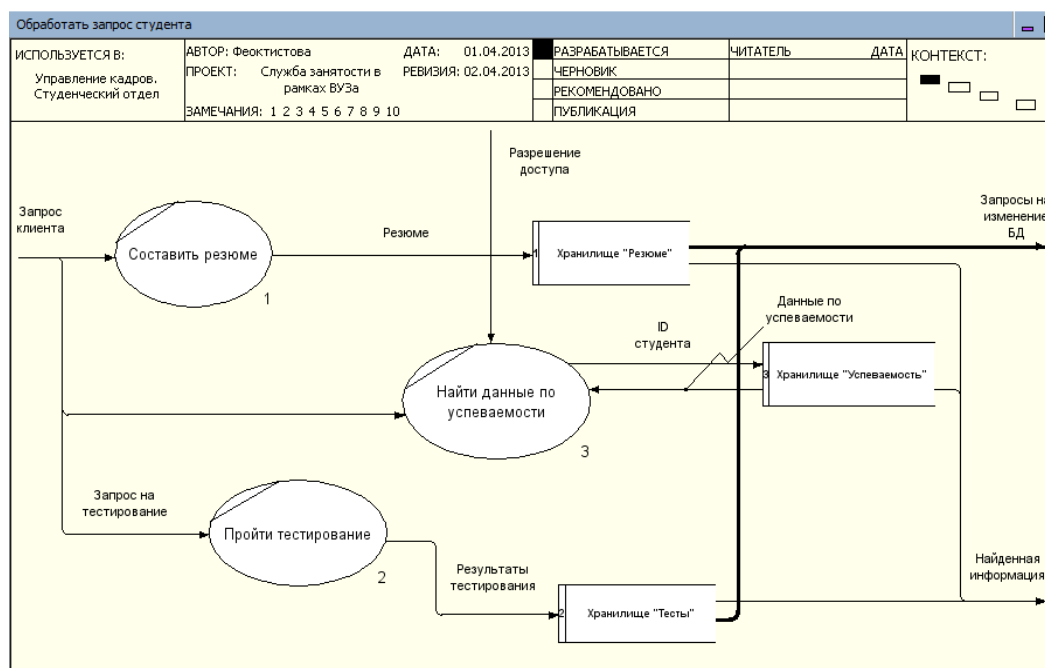 Обработать запрос студента
ИСПОЛЬЗУЕТСЯ В:
Управление кадров.
Студенческий отдел
АВТОР: Феоктистова
ДАТА: 01.04.2013
ПРОЕКТ: Служба занятости в
рамках ВУЗа
РЕВИЗИЯ: 02.04.2013
ЗАМЕЧАНИЯ: 1 2 3 4 5 6 7 8 9 10
РАЗРАБАТЫВАЕТСЯ
ЧЕРНОВИК
РЕКОМЕНДОВАНО
ПУБЛИКАЦИЯ
ЧИТАТЕЛЬ
ДАТА
КОНТЕКСТ:
Разрешение
доступа
Запрос
клиента
Составить резюме
1
Резюме
1
Хранилище "Резюме"
Запросы на
изменение
БД
Данные по
успеваемости
ID
студента
3
Хранилище "Успеваемость"
Найти данные по
успеваемости
3
Запрос на
тестирование
Пройти тестирование
2
Результаты
тестирования
2
Хранилище "Тесты"
Найденная
информация